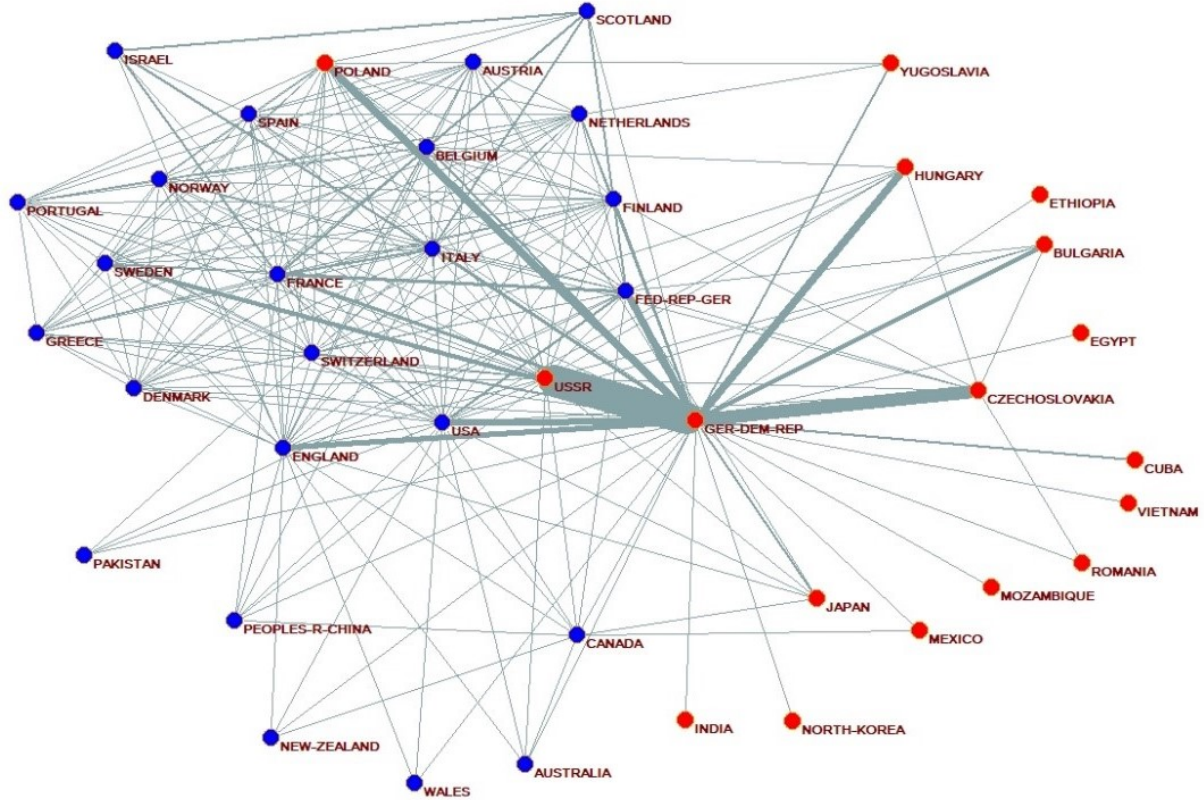 SCOTLAND
ISRAEL
POLAND
AUSTRIA
YUGOSLAVIA
SPAIN
NETHERLANDS
BELGIUM
HUNGARY
NORWAY
ETHIOPIA
PORTUGAL
FINLAND
BULGARIA
ITALY
SWEDEN
FRANCE
FED-REP-GER
GREECE
EGYPT
SWITZERLAND
USSR
DENMARK
CZECHOSLOVAKIA
USA
GER-DEM-REP
ENGLAND
CUBA
VIETNAM
PAKISTAN
ROMANIA
MOZAMBIQUE
JAPAN
PEOPLES-R-CHINA
MEXICO
CANADA
INDIA
NORTH-KOREA
NEW-ZEALAND
AUSTRALIA
WALES